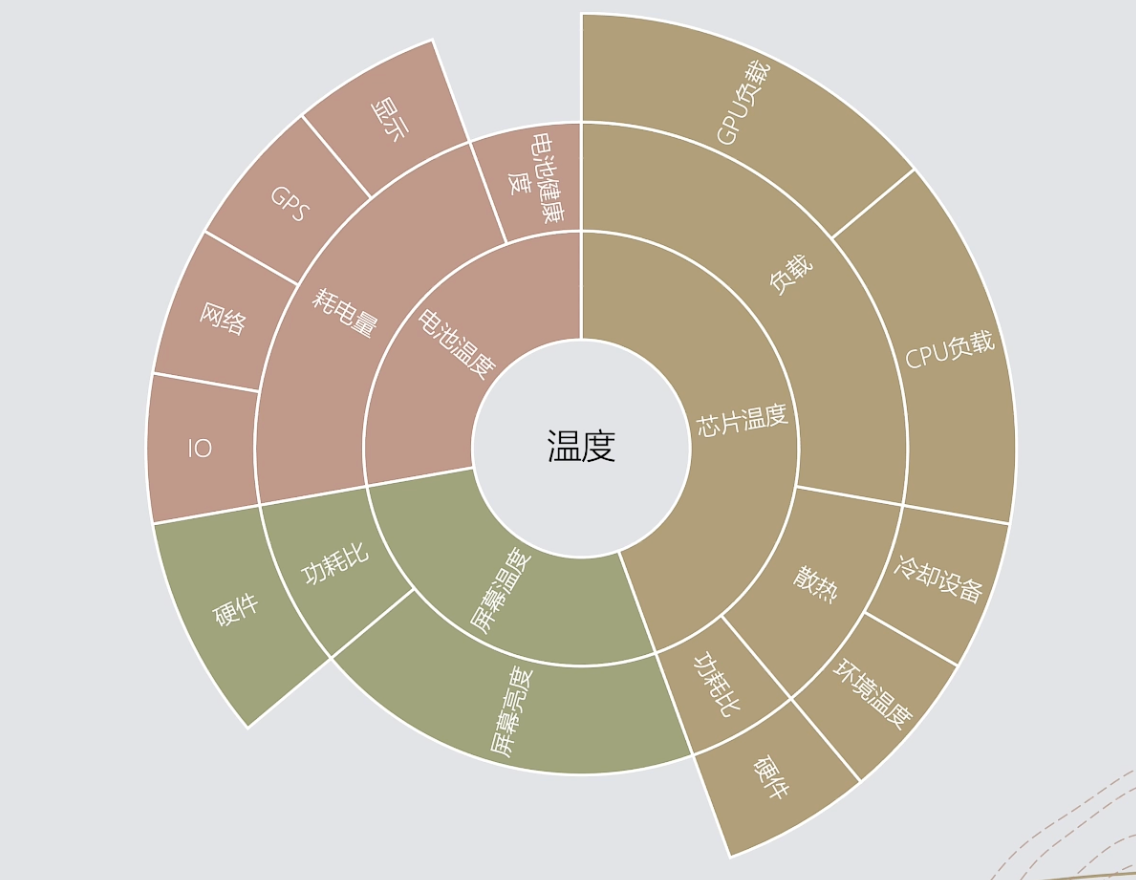 温度
芯片温度
负载
GPU负载
CPU负载
散热
冷却设备
环境温度
功耗比
硬件
屏幕温度
屏幕亮度
功耗比
硬件
电池温度
耗电量
IO
网络
GPS
显示
电池健康
度